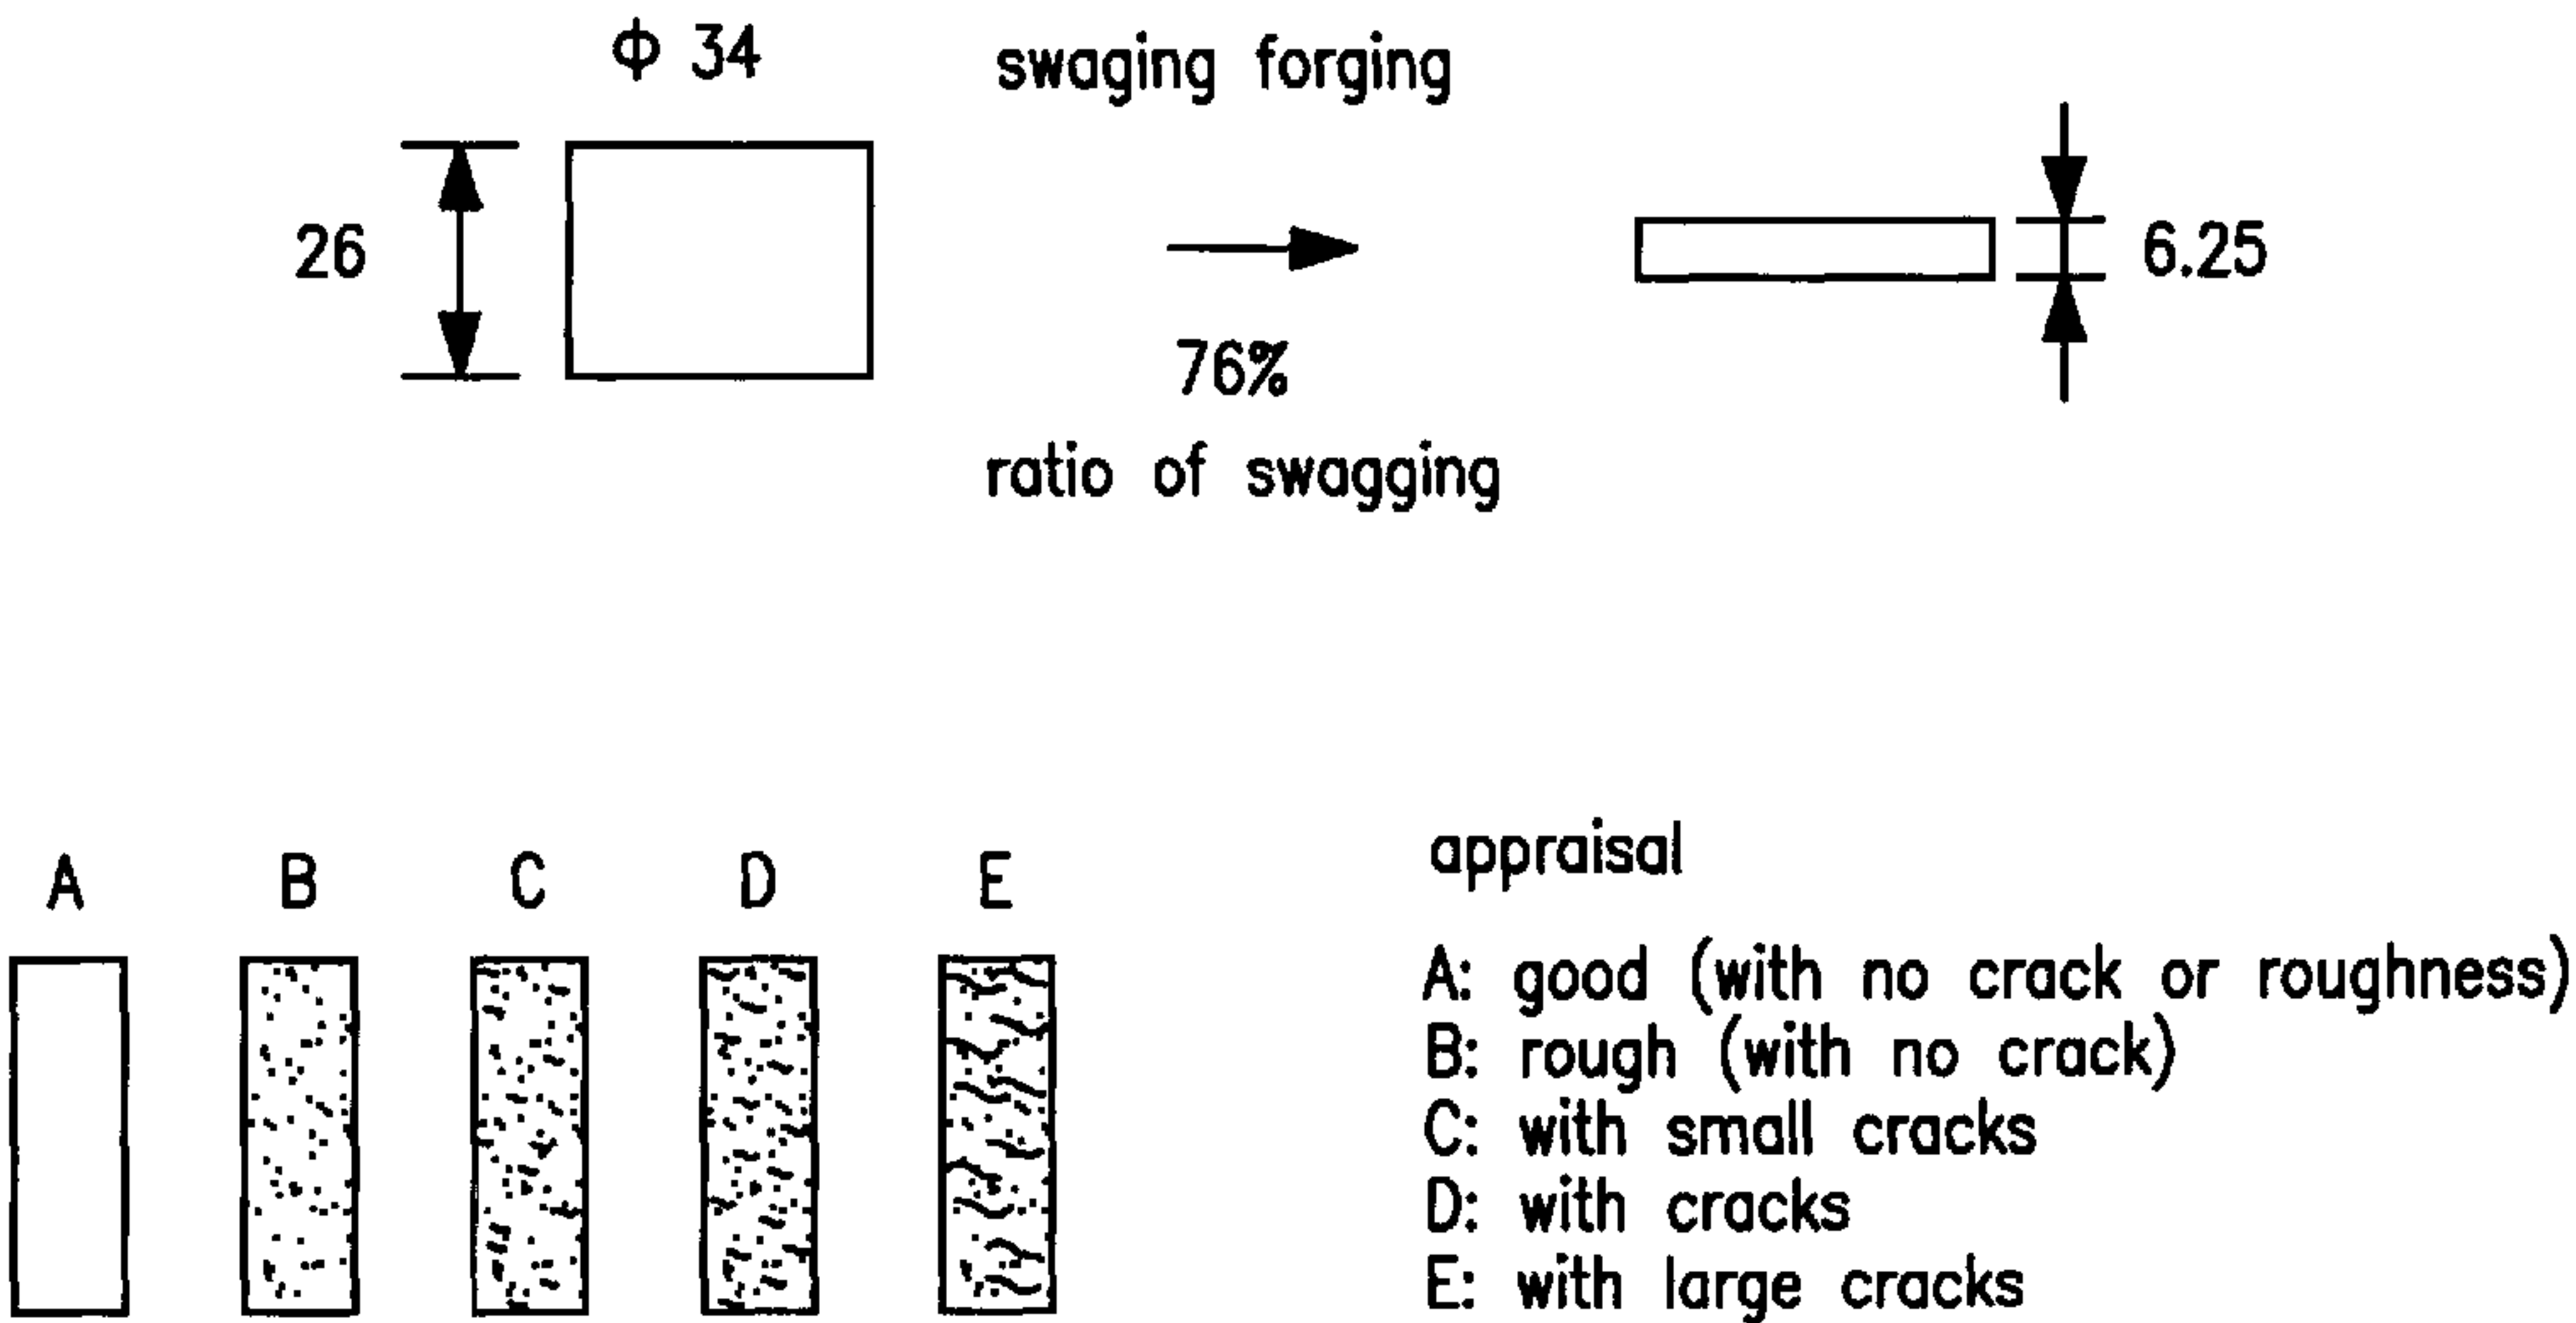 Φ 34
swaging forging
26
6.25
76%
ratio of swagging
A B C D E
appraisal
A: good (with no crack or roughness)
B: rough (with no crack)
C: with small cracks
D: with cracks
E: with large cracks